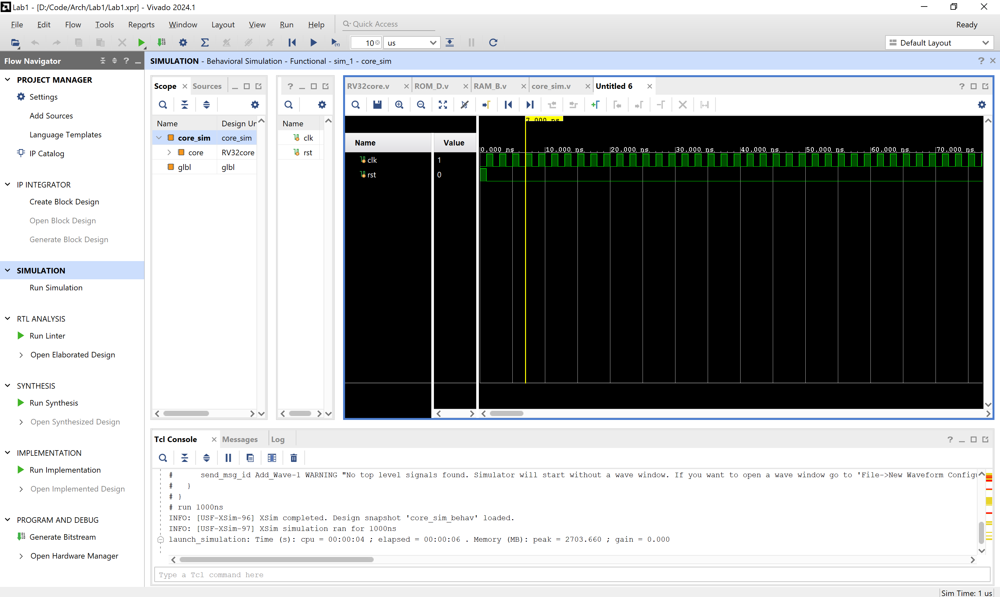 Lab1 - [D:/Code/Arch/Lab1/Lab1.xpr] - Vivado 2024.1
File Edit Flow Tools Reports Window Layout View Run Help Quick Access Ready
10 us Default Layout
Flow Navigator
SIMULATION - Behavioral Simulation - Functional - sim_1 - core_sim
PROJECT MANAGER
Settings
Add Sources
Language Templates
IP Catalog
IP INTEGRATOR
Create Block Design
Open Block Design
Generate Block Design
SIMULATION
Run Simulation
RTL ANALYSIS
Run Linter
Open Elaborated Design
SYNTHESIS
Run Synthesis
Open Synthesized Design
IMPLEMENTATION
Run Implementation
Open Implemented Design
PROGRAM AND DEBUG
Generate Bitstream
Open Hardware Manager
Scope Sources
Name Design Ur
core_sim core_sim
core RV32core
glbl glbl
Name
clk
rst
RV32core.v ROM_D.v RAM_B.v core_sim.v Untitled 6
7.000 ns
Name Value
0.000 ns 10.000 ns 20.000 ns 30.000 ns 40.000 ns 50.000 ns 60.000 ns 70.000 ns
clk 1
rst 0
Tcl Console Messages Log
# send_msg_id Add_Wave-1 WARNING "No top level signals found. Simulator will start without a wave window. If you want to open a wave window go to 'File->New Waveform Configu
# }
# }
# run 1000ns
INFO: [USF-XSim-96] XSim completed. Design snapshot 'core_sim_behav' loaded.
INFO: [USF-XSim-97] XSim simulation ran for 1000ns
launch_simulation: Time (s): cpu = 00:00:04 ; elapsed = 00:00:06 . Memory (MB): peak = 2703.660 ; gain = 0.000
Type a Tcl command here
Sim Time: 1 us